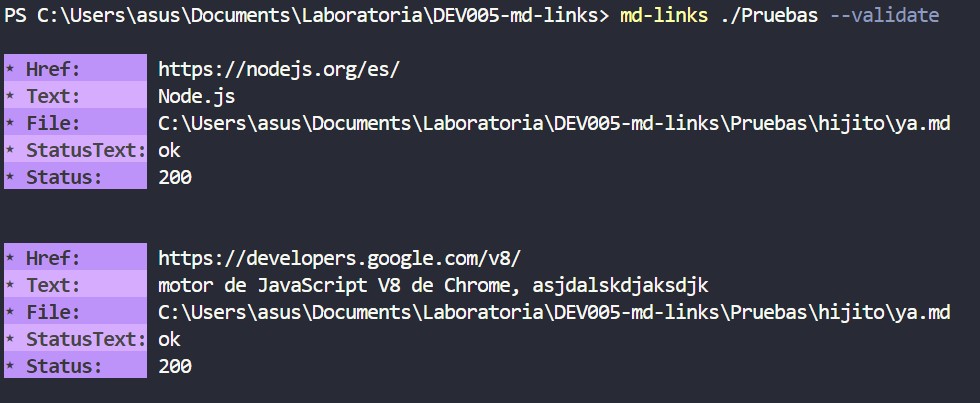 PS C:\Users\asus\Documents\Laboratoria\DEV005-md-links> md-links ./Pruebas --validate
* Href: https://nodejs.org/es/
* Text: Node.js
* File: C:\Users\asus\Documents\Laboratoria\DEV005-md-links\Pruebas\hijito\ya.md
* StatusText: ok
* Status: 200
* Href: https://developers.google.com/v8/
* Text: motor de JavaScript V8 de Chrome, asjdalskdjaksdjk
* File: C:\Users\asus\Documents\Laboratoria\DEV005-md-links\Pruebas\hijito\ya.md
* StatusText: ok
* Status: 200